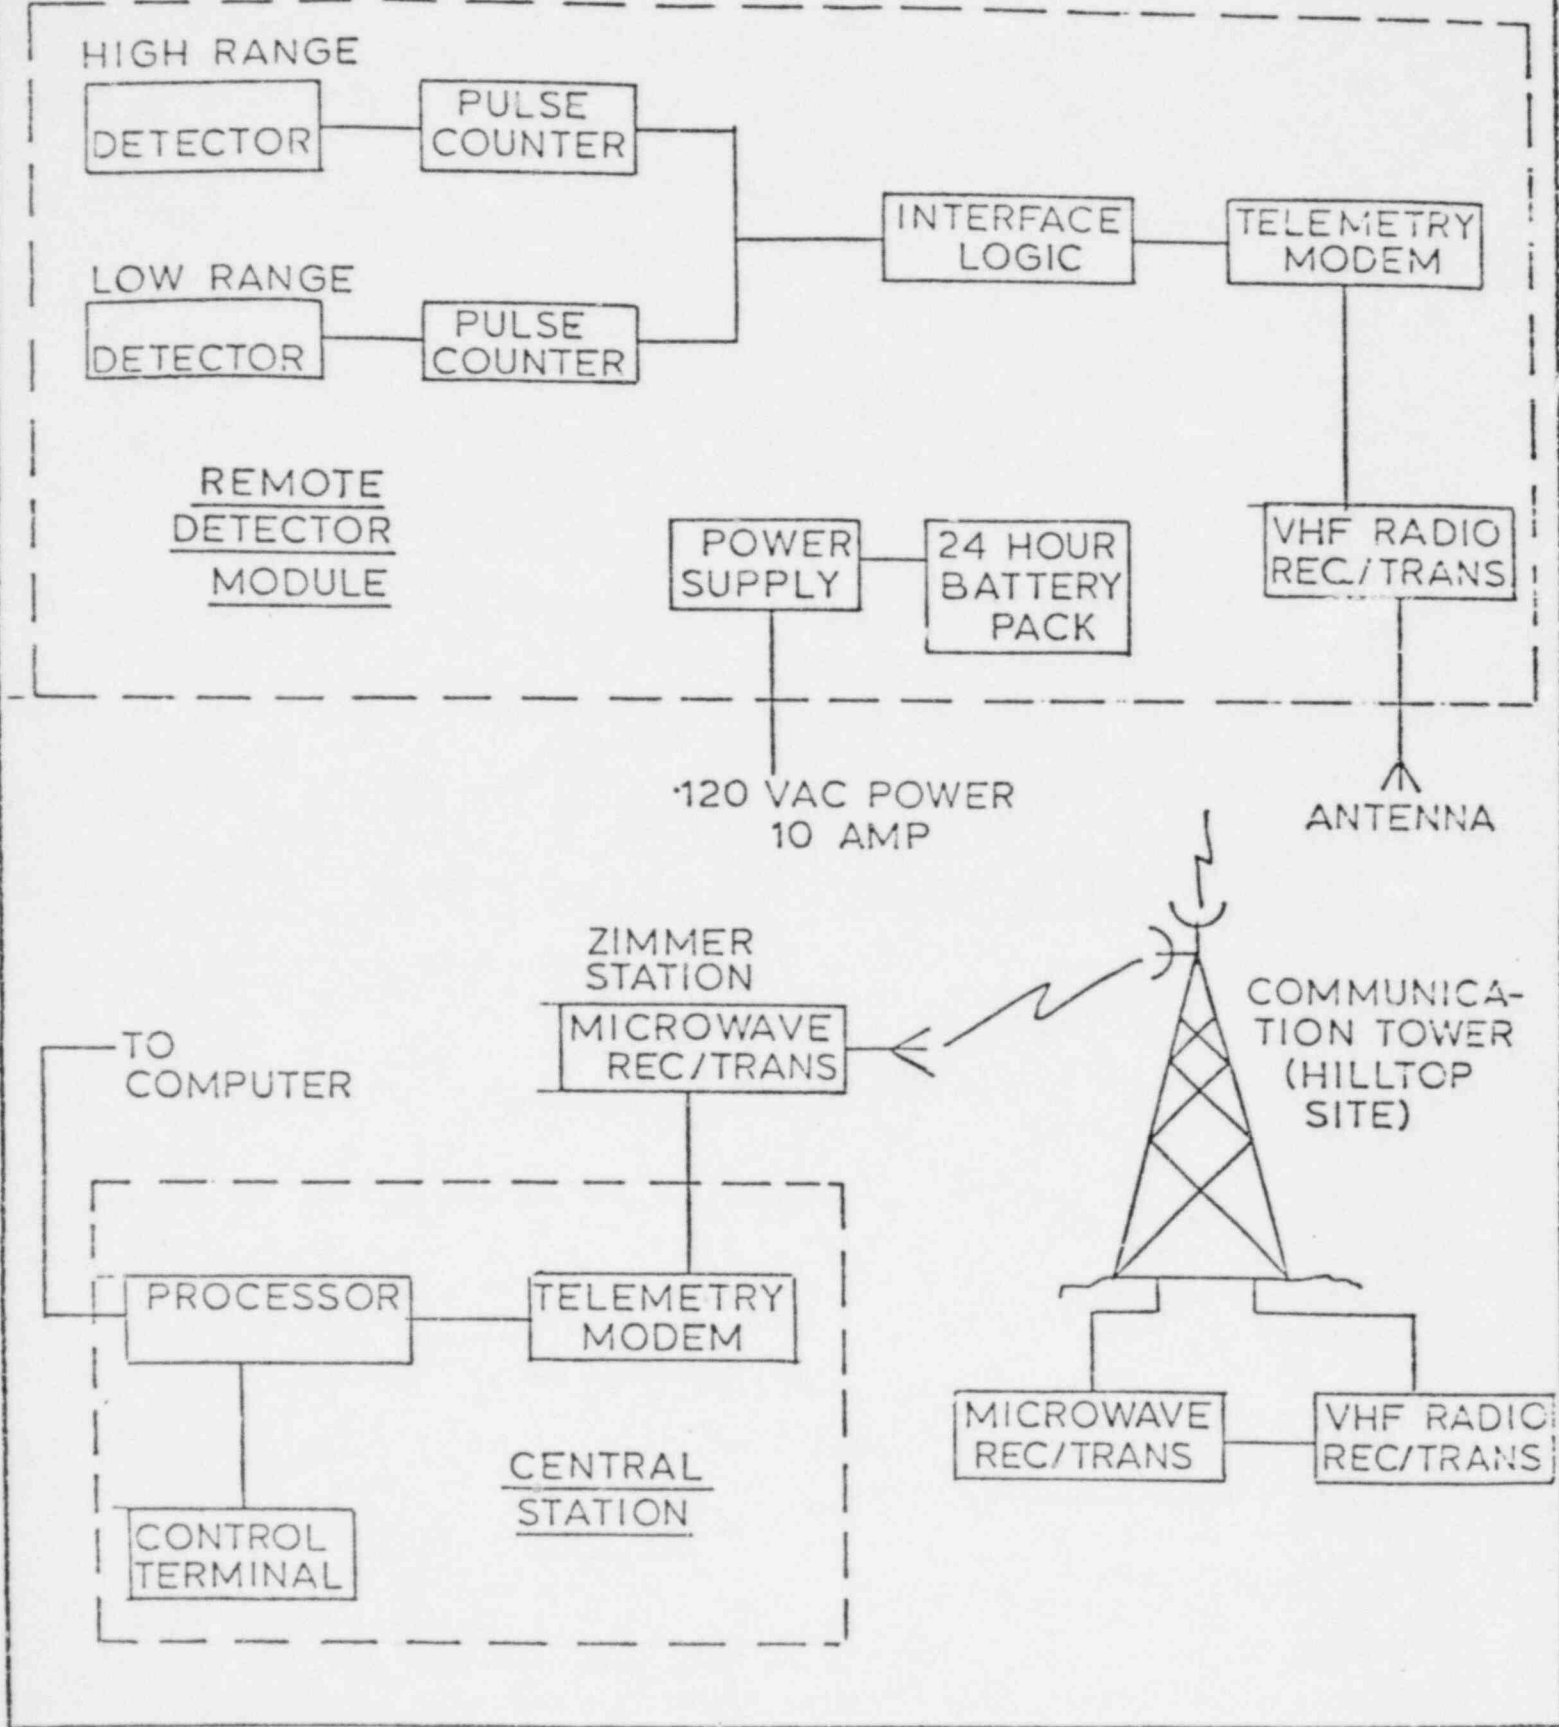 HIGH RANGE
DETECTOR
PULSE
COUNTER
INTERFACE
LOGIC
TELEMETRY
MODEM
LOW RANGE
DETECTOR
PULSE
COUNTER
REMOTE
DETECTOR
MODULE
POWER
SUPPLY
24 HOUR
BATTERY
PACK
VHF RADIO
REC./TRANS
120 VAC POWER
10 AMP
ANTENNA
ZIMMER
STATION
MICROWAVE
REC/TRANS
COMMUNICA-
TION TOWER
(HILLTOP
SITE)
TO
COMPUTER
PROCESSOR
TELEMETRY
MODEM
CONTROL
TERMINAL
CENTRAL
STATION
MICROWAVE
REC/TRANS
VHF RADIO
REC/TRANS